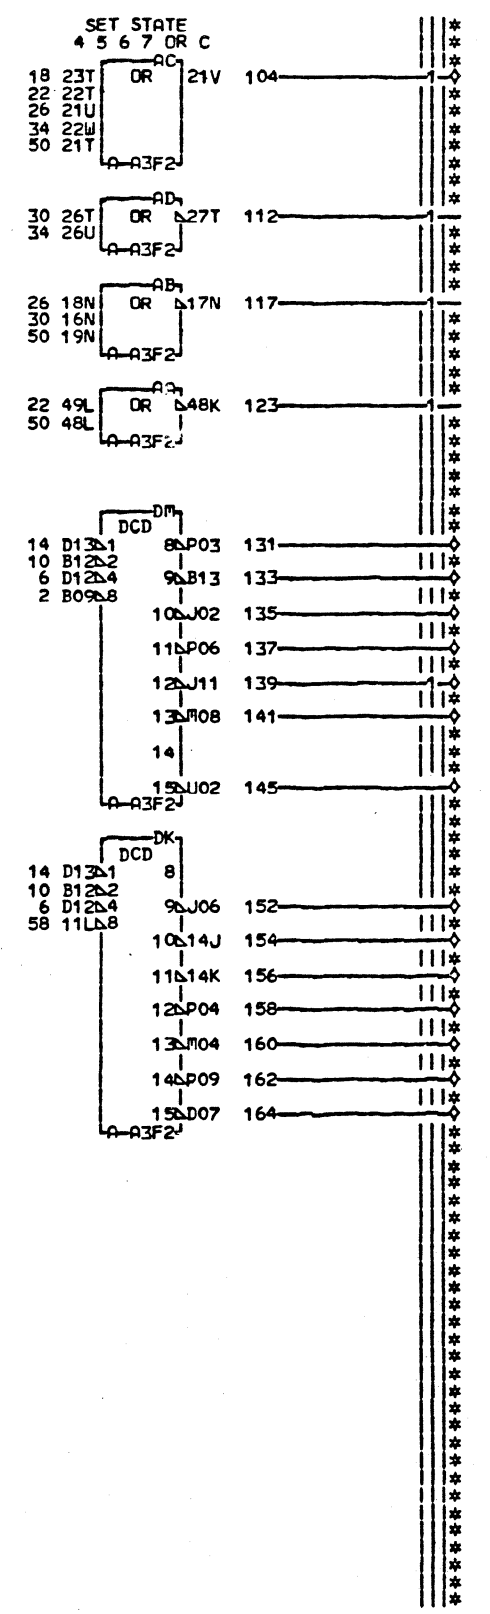 SET STATE
4 5 6 7 OR C
AC
18 23T OR 21V 104 1
22 22T
26 21U
34 22W
50 21T
A A3F2
AD
30 26T OR 27T 112 1
34 26U
A A3F2
AB
26 18N OR 17N 117 1
30 16N
50 19N
A A3F2
22 49L OR 48K 123 1
50 48L
A A3F2
DM
DCD
14 D13 1 8 P03 131
10 B12 2 9 B13 133
6 D12 4
2 B09 8
10 J02 135
11 P06 137
12 J11 139 1
13 M08 141
14
15 U02 145
A A3F2
DK
DCD
14 D13 1 8
10 B12 2
6 D12 4 9 J06 152
58 11L 8
10 14J 154
11 14K 156
12 P04 158
13 M04 160
14 P09 162
15 D07 164
A A3F2